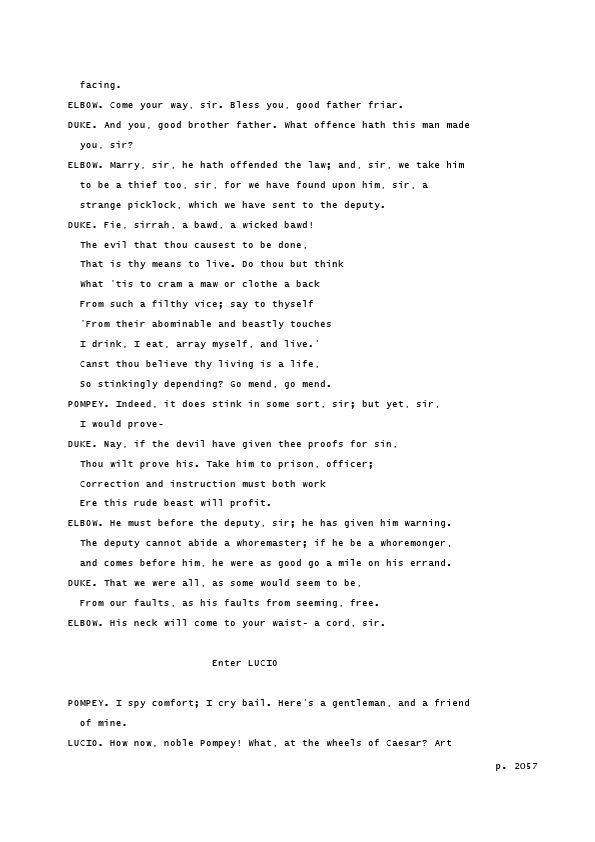 facing.
ELBOW. Come your way, sir. Bless you, good father friar.
DUKE. And you, good brother father. What offence hath this man made
you, sir?
ELBOW. Marry, sir, he hath offended the law; and, sir, we take him
to be a thief too, sir, for we have found upon him, sir, a
strange picklock, which we have sent to the deputy.
DUKE. Fie, sirrah, a bawd, a wicked bawd!
The evil that thou causest to be done,
That is thy means to live. Do thou but think
What 'tis to cram a maw or clothe a back
From such a filthy vice; say to thyself
'From their abominable and beastly touches
I drink, I eat, array myself, and live.'
Canst thou believe thy living is a life,
So stinkingly depending? Go mend, go mend.
POMPEY. Indeed, it does stink in some sort, sir; but yet, sir,
I would prove-
DUKE. Nay, if the devil have given thee proofs for sin,
Thou wilt prove his. Take him to prison, officer;
Correction and instruction must both work
Ere this rude beast will profit.
ELBOW. He must before the deputy, sir; he has given him warning.
The deputy cannot abide a whoremaster; if he be a whoremonger,
and comes before him, he were as good go a mile on his errand.
DUKE. That we were all, as some would seem to be,
From our faults, as his faults from seeming, free.
ELBOW. His neck will come to your waist- a cord, sir.
Enter LUCIO
POMPEY. I spy comfort; I cry bail. Here's a gentleman, and a friend
of mine.
LUCIO. How now, noble Pompey! What, at the wheels of Caesar? Art
p. 2057